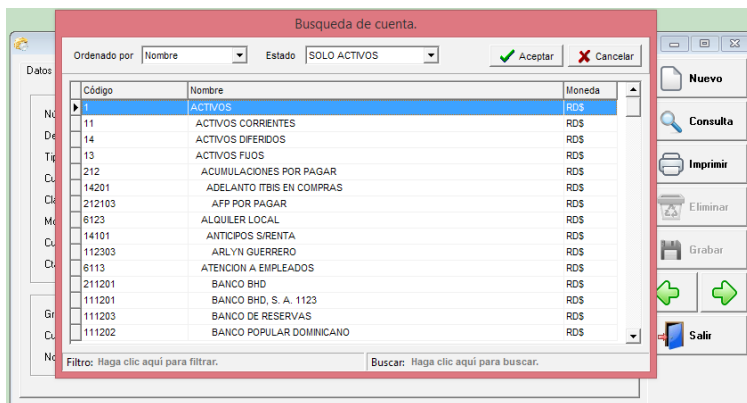 Busqueda de cuenta.
Ordenado por Nombre Estado SOLO ACTIVOS Aceptar Cancelar
Datos
Código Nombre Moneda
1 ACTIVOS RD$
11 ACTIVOS CORRIENTES RD$
14 ACTIVOS DIFERIDOS RD$
13 ACTIVOS FIJOS RD$
212 ACUMULACIONES POR PAGAR RD$
14201 ADELANTO ITBIS EN COMPRAS RD$
212103 AFP POR PAGAR RD$
6123 ALQUILER LOCAL RD$
14101 ANTICIPOS S/RENTA RD$
112303 ARLYN GUERRERO RD$
6113 ATENCION A EMPLEADOS RD$
211201 BANCO BHD RD$
111201 BANCO BHD, S. A. 1123 RD$
111203 BANCO DE RESERVAS RD$
111202 BANCO POPULAR DOMINICANO RD$
Filtro: Haga clic aquí para filtrar. Buscar: Haga clic aquí para buscar.
Nuevo
Consulta
Imprimir
Eliminar
Grabar
Salir